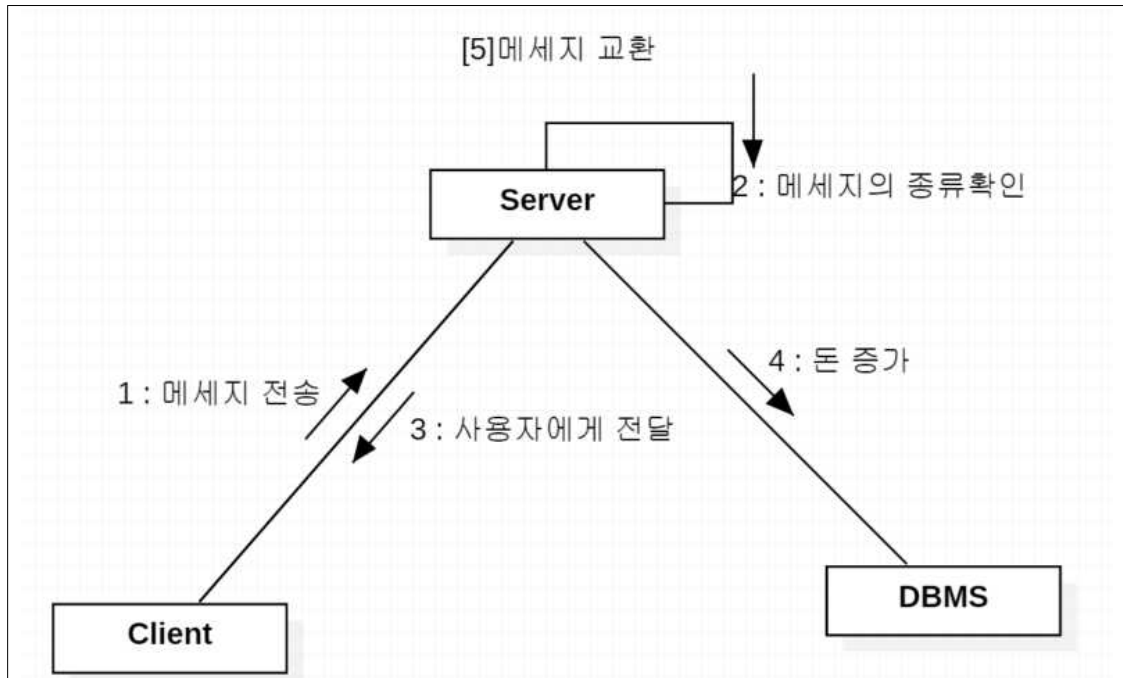 [5]메세지 교환
Server
2 : 메세지의 종류확인
4 : 돈 증가
1 : 메세지 전송
3 : 사용자에게 전달
DBMS
Client